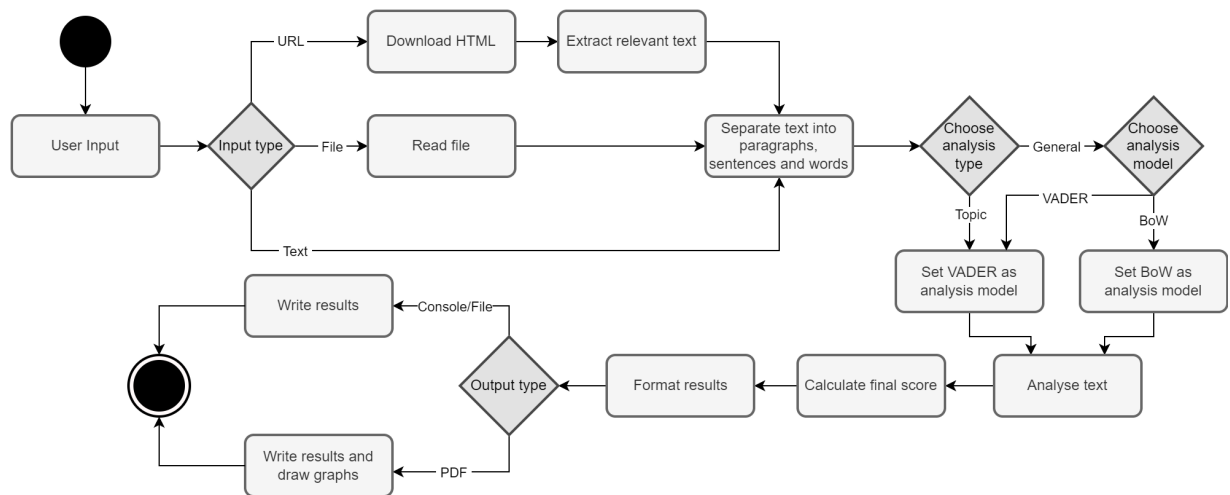 URL
Download HTML
Extract relevant text
User Input
Input type
File
Read file
Separate text into
paragraphs,
sentences and words
Choose
analysis
type
General
Choose
analysis
model
Topic
VADER
BoW
Text
Set VADER as
analysis model
Set BoW as
analysis model
Write results
Console/File
Output type
Format results
Calculate final score
Analyse text
Write results and
draw graphs
PDF